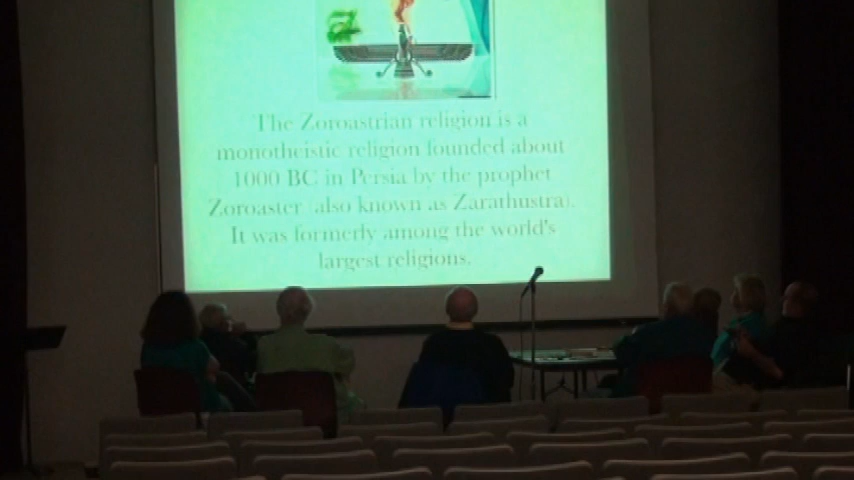 The Zoroastrian religion is a
monotheistic religion founded about
1000 BC in Persia by the prophet
Zoroaster (also known as Zarathustra).
It was formerly among the world's
largest religions.